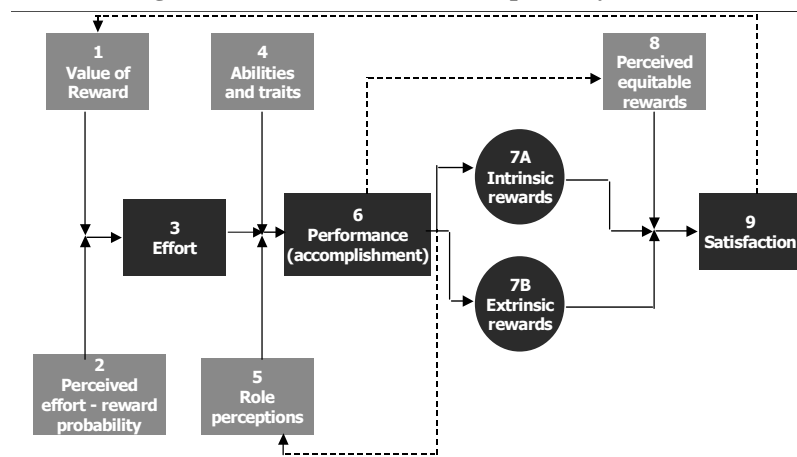 1
Value of
Reward
4
Abilities
and traits
8
Perceived
equitable
rewards
7A
Intrinsic
rewards
3
Effort
6
Performance
(accomplishment)
9
Satisfaction
7B
Extrinsic
rewards
2
Perceived
effort - reward
probability
5
Role
perceptions